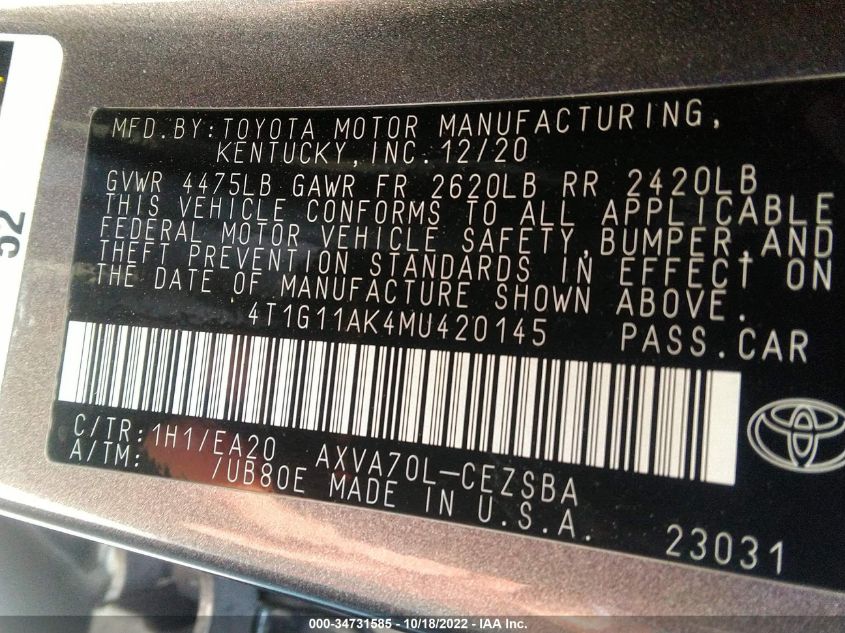 52
MFD.BY:TOYOTA MOTOR MANUFACTURING,
KENTUCKY,INC. 12/20
GVWR 4475LB GAWR FR 2620LB RR 2420LB
THIS VEHICLE CONFORMS TO ALL APPLICABLE
FEDERAL MOTOR VEHICLE SAFETY,BUMPER,AND
THEFT PREVENTION STANDARDS IN EFFECT ON
THE DATE OF MANUFACTURE SHOWN ABOVE.
4T1G11AK4MU420145 PASS.CAR
C/TR:1H1/EA20 AXVA70L-CEZSBA
A/TM: /UB80E MADE IN U.S.A.
23031
000-34731585 | 10/18/2022 - IAA Inc.